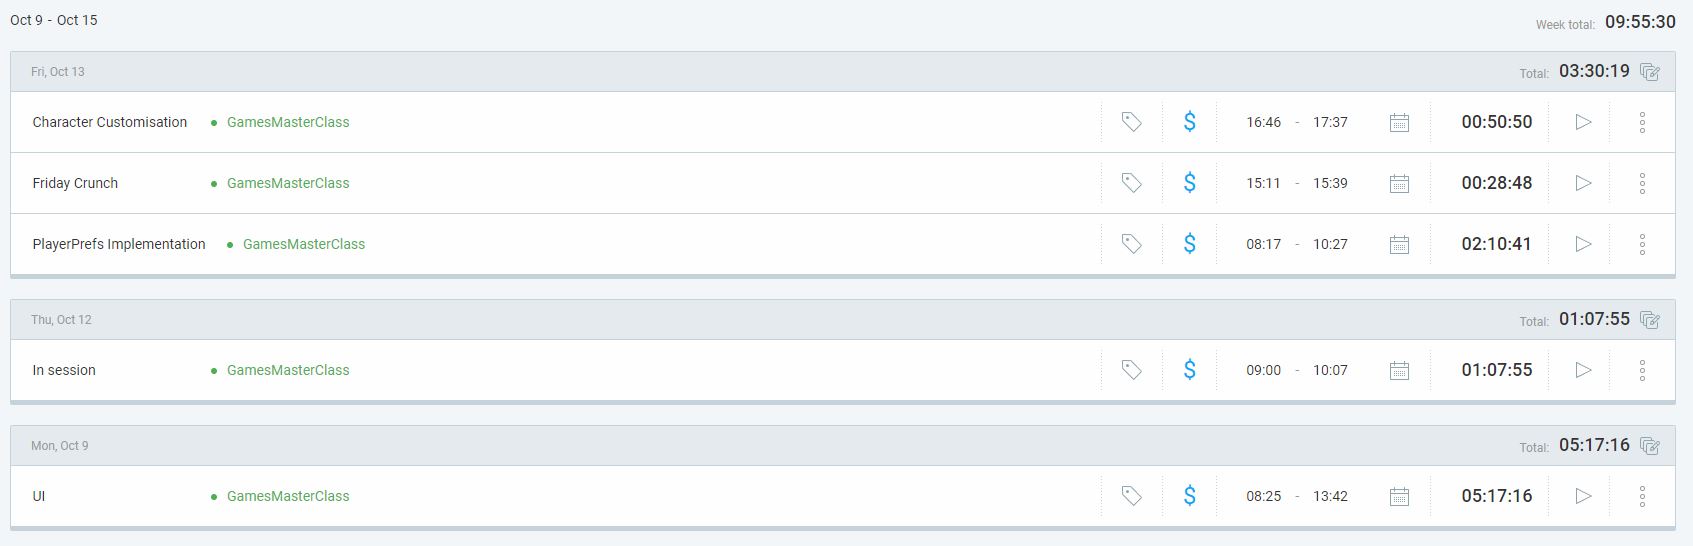 Oct 9 - Oct 15 Week total: 09:55:30
Fri, Oct 13 Total: 03:30:19
Character Customisation GamesMasterClass $ 16:46 - 17:37 00:50:50
Friday Crunch GamesMasterClass $ 15:11 - 15:39 00:28:48
PlayerPrefs Implementation GamesMasterClass $ 08:17 - 10:27 02:10:41
Thu, Oct 12 Total: 01:07:55
In session GamesMasterClass $ 09:00 - 10:07 01:07:55
Mon, Oct 9 Total: 05:17:16
UI GamesMasterClass $ 08:25 - 13:42 05:17:16